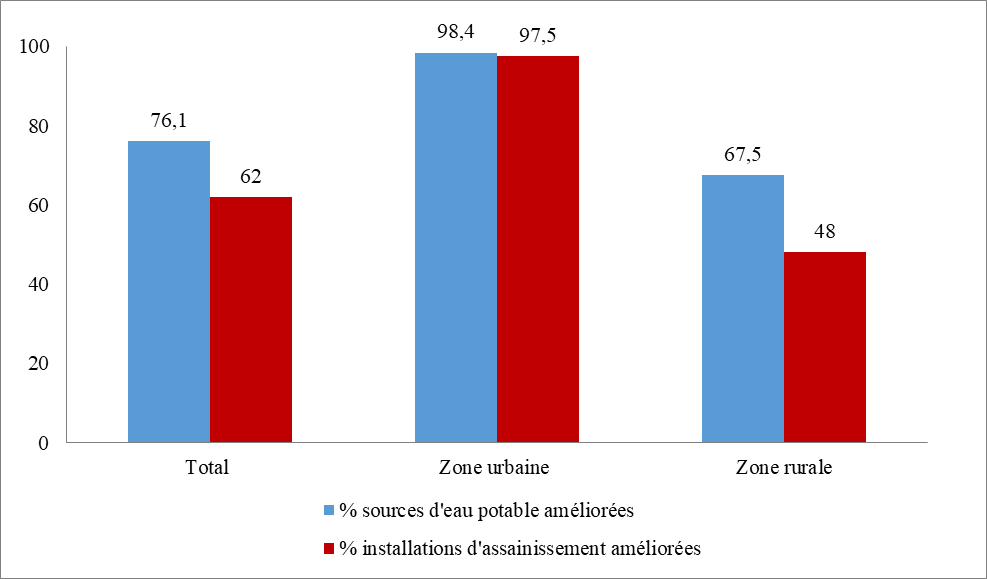 98,4
97,5
100
76,1
80
67,5
62
60
48
40
20
0
Total
Zone urbaine
Zone rurale
% sources d'eau potable améliorées
% installations d'assainissement améliorées